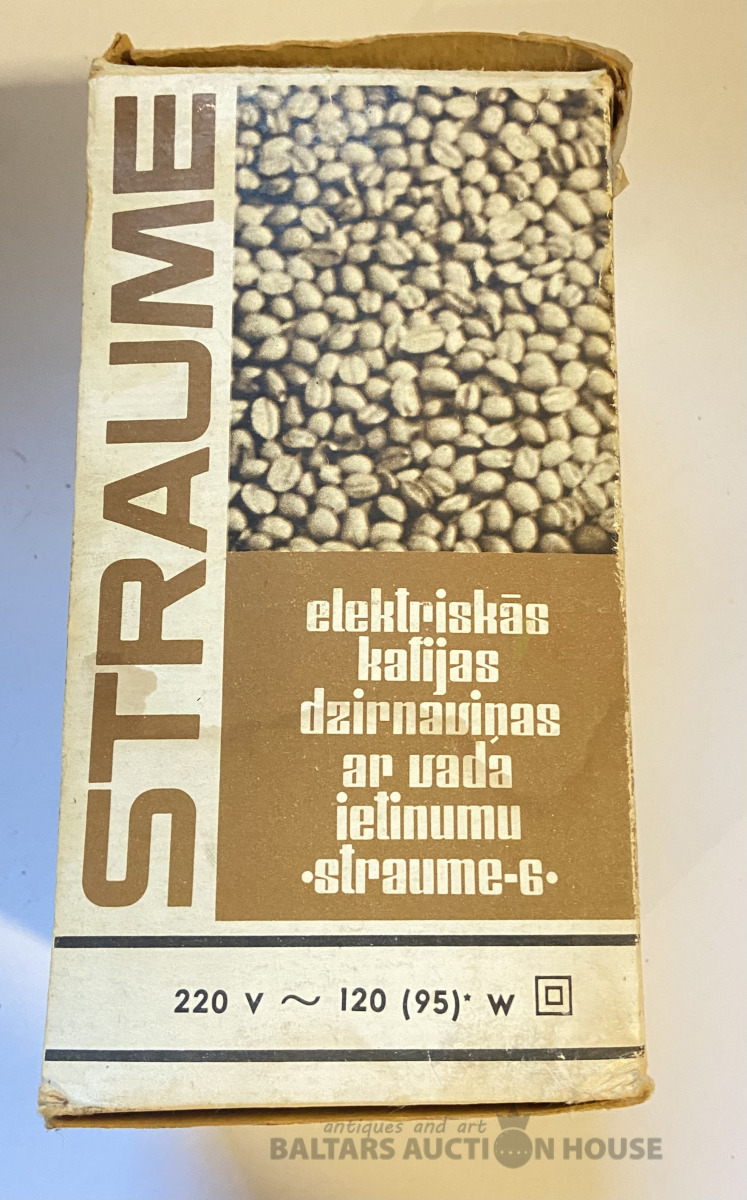 STRAUME
elektriskās
kafijas
dzirnaviņas
ar vada
ietinumu
•straume-6•
220 V ~ 120 (95)* W
antiques and art
BALTARS AUCTION HOUSE